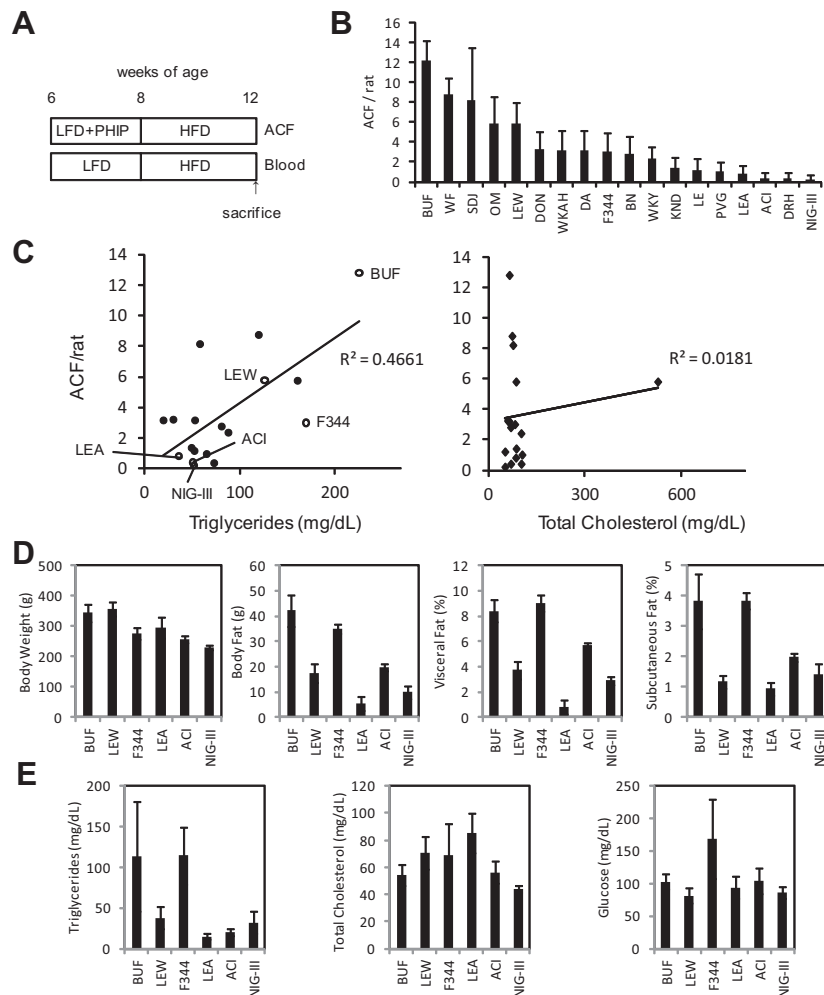 A
weeks of age
6 8 12
LFD+PHIP HFD ACF
LFD HFD Blood
↑
sacrifice
B
ACF / rat
16
14
12
10
8
6
4
2
0
BUF WF SDJ OM LEW DON WKAH DA F344 BN WKY KND LE PVG LEA ACI DRH NIG-III
C
ACF/rat
14
12
10
8
6
4
2
0
BUF
LEW
R² = 0.4661
F344
ACI
LEA
NIG-III
0 100 200
Triglycerides (mg/dL)
14
12
10
8
6
4
2
0
R² = 0.0181
0 300 600
Total Cholesterol (mg/dL)
D
Body Weight (g)
500
400
300
200
100
0
BUF LEW F344 LEA ACI NIG-III
Body Fat (g)
60
50
40
30
20
10
0
BUF LEW F344 LEA ACI NIG-III
Visceral Fat (%)
12
10
8
6
4
2
0
BUF LEW F344 LEA ACI NIG-III
Subcutaneous Fat (%)
5
4
3
2
1
0
BUF LEW F344 LEA ACI NIG-III
E
Triglycerides (mg/dL)
200
150
100
50
0
BUF LEW F344 LEA ACI NIG-III
Total Cholesterol (mg/dL)
120
100
80
60
40
20
0
BUF LEW F344 LEA ACI NIG-III
Glucose (mg/dL)
250
200
150
100
50
0
BUF LEW F344 LEA ACI NIG-III